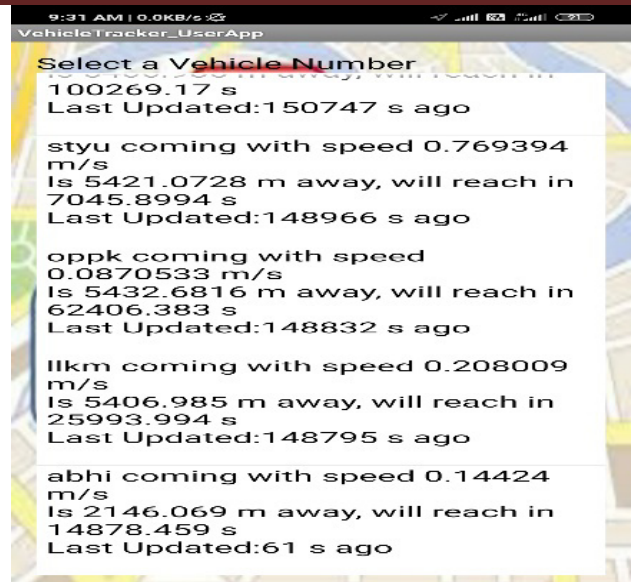 9:31 AM | 0.0KB/s
VehicleTracker_UserApp
Select a Vehicle Number
away, will reach in
100269.17 s
Last Updated:150747 s ago
styu coming with speed 0.769394
m/s
Is 5421.0728 m away, will reach in
7045.8994 s
Last Updated:148966 s ago
oppk coming with speed
0.0870533 m/s
Is 5432.6816 m away, will reach in
62406.383 s
Last Updated:148832 s ago
llkm coming with speed 0.208009
m/s
Is 5406.985 m away, will reach in
25993.994 s
Last Updated:148795 s ago
abhi coming with speed 0.14424
m/s
Is 2146.069 m away, will reach in
14878.459 s
Last Updated:61 s ago